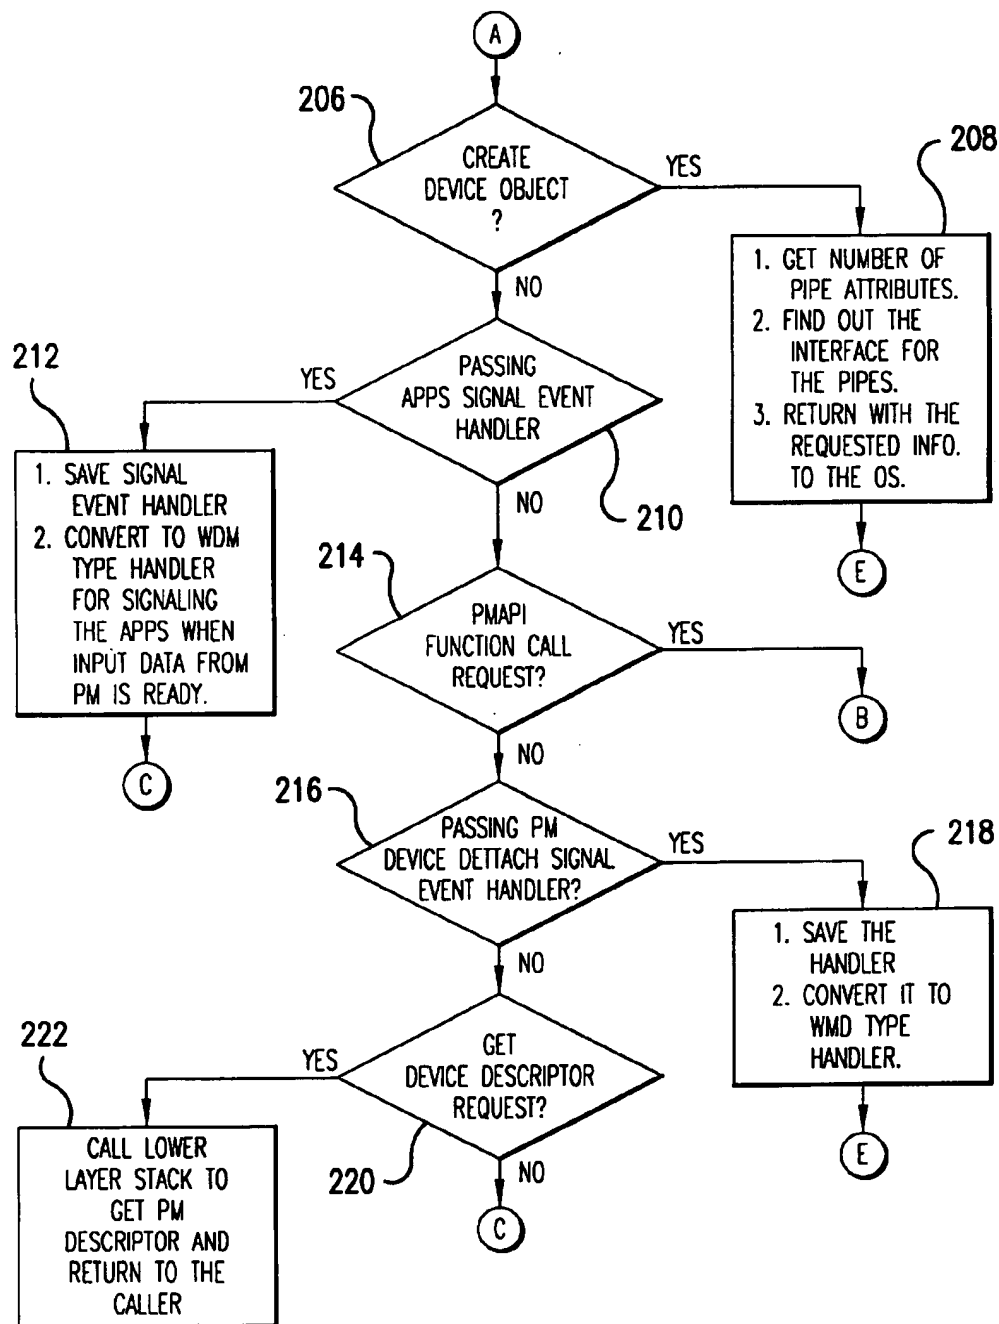 A
206
CREATE
DEVICE OBJECT
?
YES
208
1. GET NUMBER OF
PIPE ATTRIBUTES.
2. FIND OUT THE
INTERFACE FOR
THE PIPES.
3. RETURN WITH THE
REQUESTED INFO.
TO THE OS.
E
NO
212
YES
PASSING
APPS SIGNAL EVENT
HANDLER
210
1. SAVE SIGNAL
EVENT HANDLER
2. CONVERT TO WDM
TYPE HANDLER
FOR SIGNALING
THE APPS WHEN
INPUT DATA FROM
PM IS READY.
C
NO
214
PMAPI
FUNCTION CALL
REQUEST?
YES
B
NO
216
PASSING PM
DEVICE DETTACH SIGNAL
EVENT HANDLER?
YES
218
1. SAVE THE
HANDLER
2. CONVERT IT TO
WMD TYPE
HANDLER.
E
NO
222
YES
GET
DEVICE DESCRIPTOR
REQUEST?
220
CALL LOWER
LAYER STACK TO
GET PM
DESCRIPTOR AND
RETURN TO THE
CALLER
NO
C